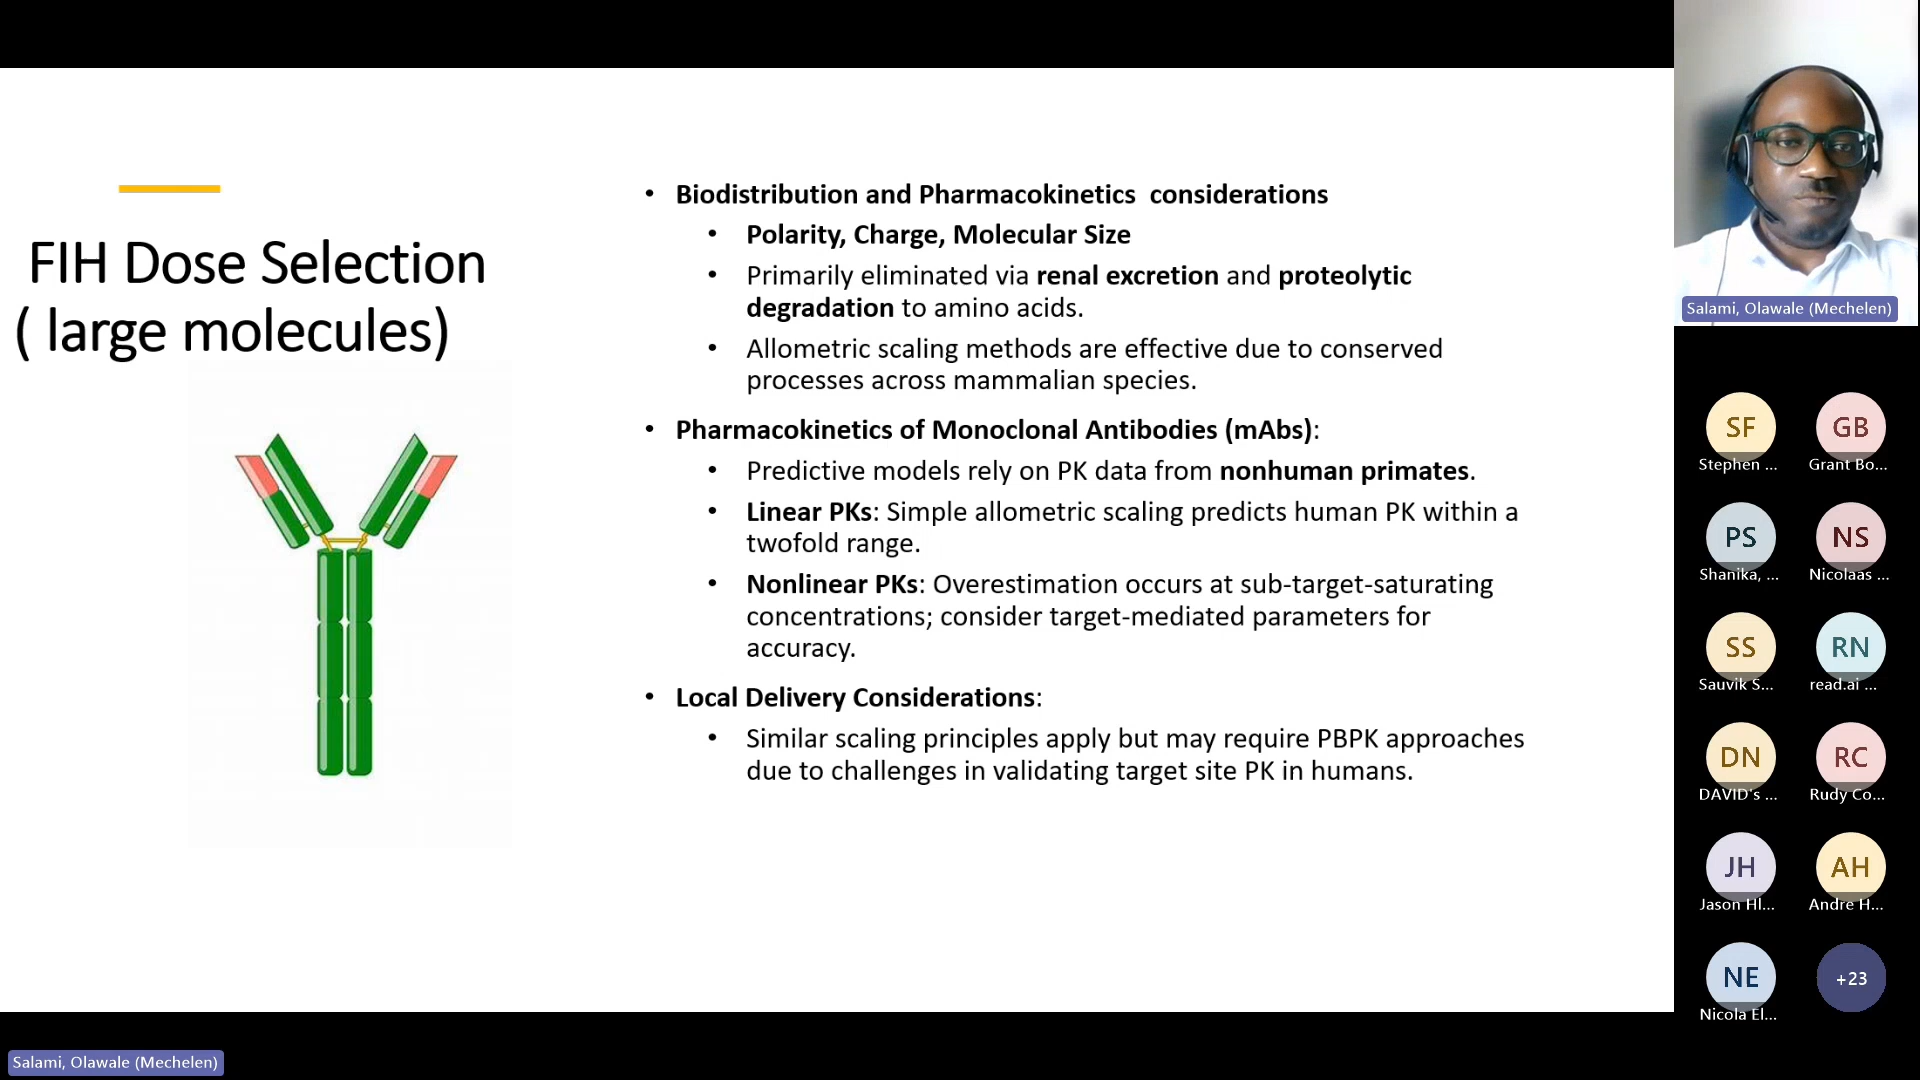 FIH Dose Selection
( large molecules)
• Biodistribution and Pharmacokinetics  considerations
• Polarity, Charge, Molecular Size
• Primarily eliminated via renal excretion and proteolytic
degradation to amino acids.
• Allometric scaling methods are effective due to conserved
processes across mammalian species.
• Pharmacokinetics of Monoclonal Antibodies (mAbs):
• Predictive models rely on PK data from nonhuman primates.
• Linear PKs: Simple allometric scaling predicts human PK within a
twofold range.
• Nonlinear PKs: Overestimation occurs at sub-target-saturating
concentrations; consider target-mediated parameters for
accuracy.
• Local Delivery Considerations:
• Similar scaling principles apply but may require PBPK approaches
due to challenges in validating target site PK in humans.
Salami, Olawale (Mechelen)
SF GB
Stephen ... Grant Bo...
PS NS
Shanika, ... Nicolaas ...
SS RN
Sauvik S... read.ai ...
DN RC
DAVID's ... Rudy Co...
JH AH
Jason Hl... Andre H...
NE +23
Nicola El...
Salami, Olawale (Mechelen)